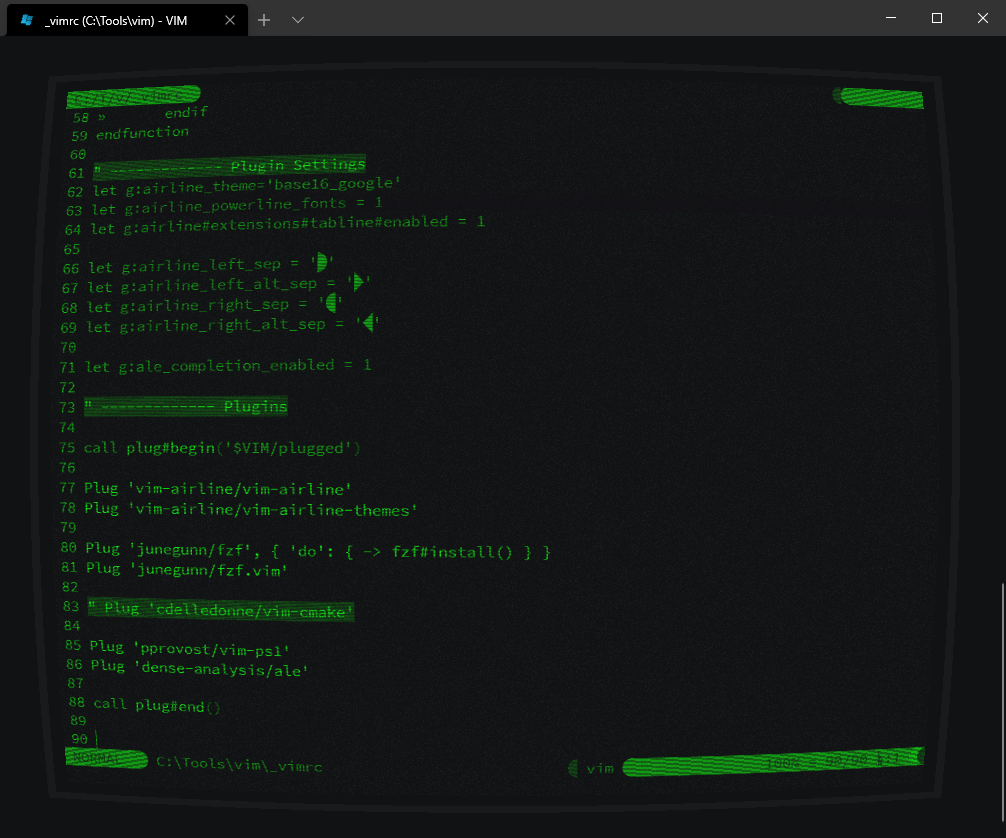 _vimrc (C:\Tools\vim) - VIM
58 »       endif
59 endfunction
60
61 " ------------- Plugin Settings
62 let g:airline_theme='base16_google'
63 let g:airline_powerline_fonts = 1
64 let g:airline#extensions#tabline#enabled = 1
65
66 let g:airline_left_sep = ''
67 let g:airline_left_alt_sep = ''
68 let g:airline_right_sep = ''
69 let g:airline_right_alt_sep = ''
70
71 let g:ale_completion_enabled = 1
72
73 " ------------- Plugins
74
75 call plug#begin('$VIM/plugged')
76
77 Plug 'vim-airline/vim-airline'
78 Plug 'vim-airline/vim-airline-themes'
79
80 Plug 'junegunn/fzf', { 'do': { -> fzf#install() } }
81 Plug 'junegunn/fzf.vim'
82
83 " Plug 'cdelledonne/vim-cmake'
84
85 Plug 'pprovost/vim-ps1'
86 Plug 'dense-analysis/ale'
87
88 call plug#end()
89
90
NORMAL C:\Tools\vim\_vimrc vim 100% 90/90